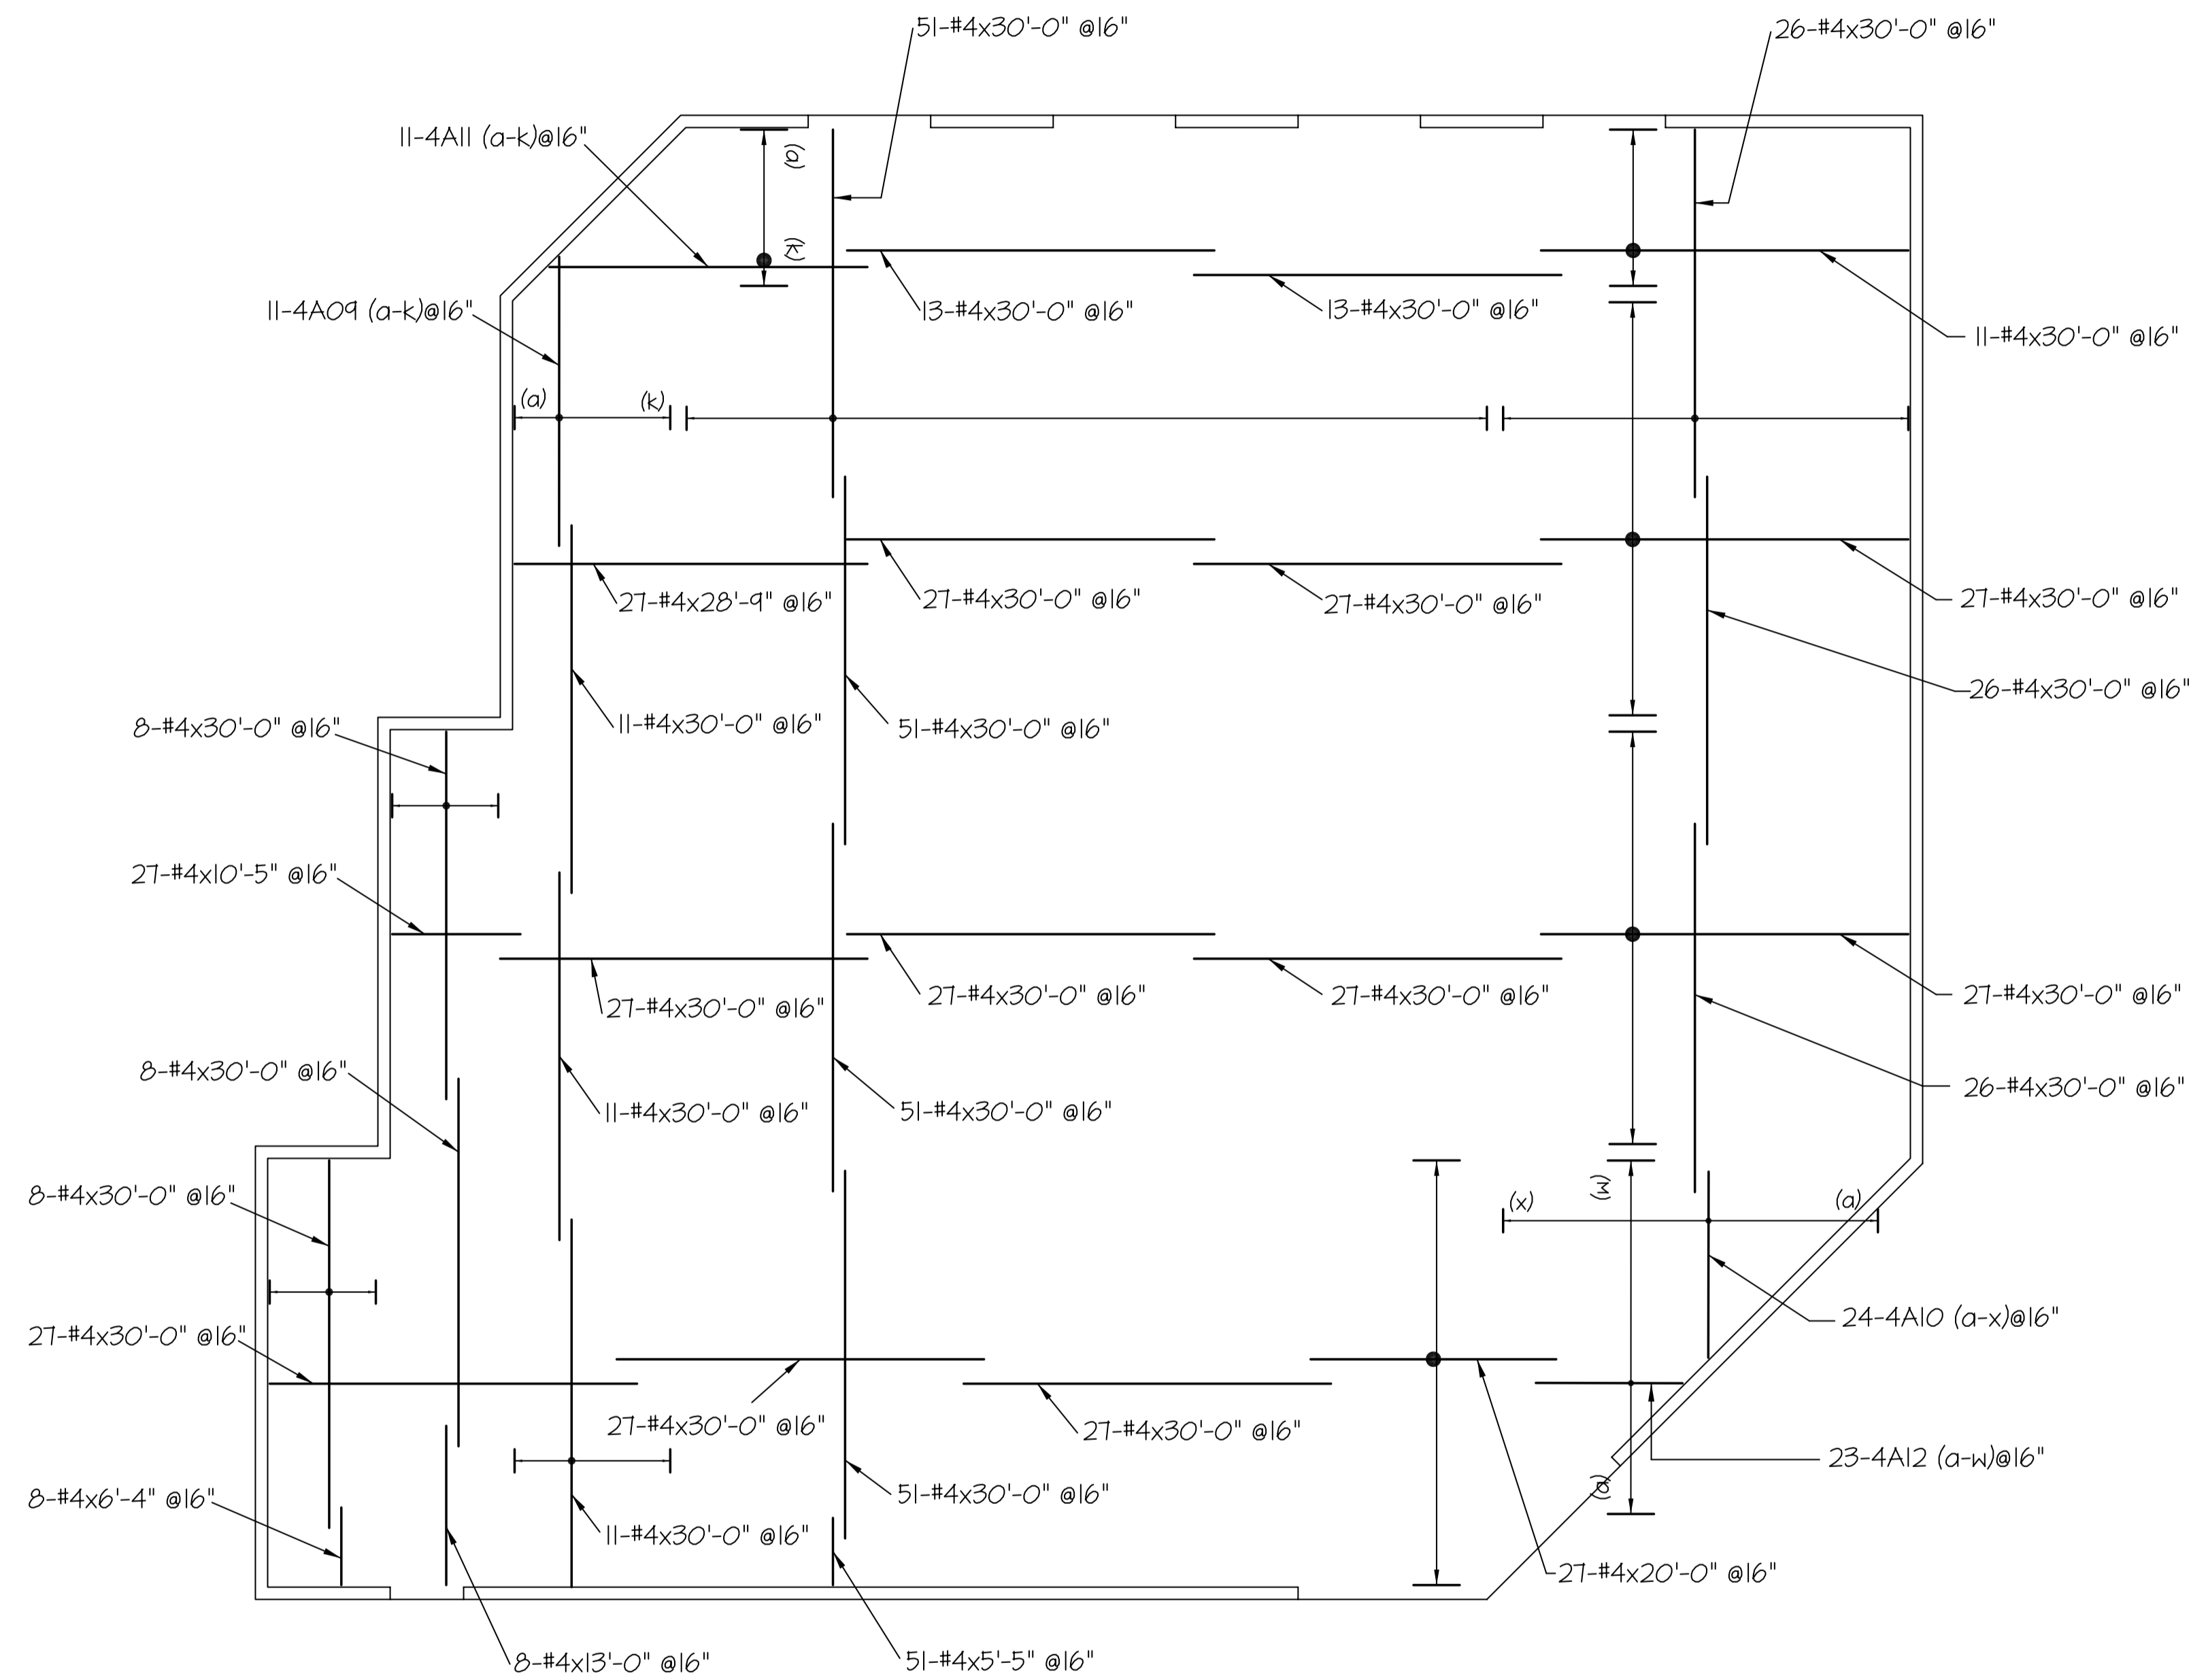 51-#4x30'-0" @16"
26-#4x30'-0" @16"
11-4A11 (a-k)@16"
(a)
(k)
11-4A09 (a-k)@16"
13-#4x30'-0" @16"
13-#4x30'-0" @16"
11-#4x30'-0" @16"
(a)
(k)
27-#4x28'-9" @16"
27-#4x30'-0" @16"
27-#4x30'-0" @16"
27-#4x30'-0" @16"
26-#4x30'-0" @16"
8-#4x30'-0" @16"
11-#4x30'-0" @16"
51-#4x30'-0" @16"
27-#4x10'-5" @16"
27-#4x30'-0" @16"
27-#4x30'-0" @16"
27-#4x30'-0" @16"
27-#4x30'-0" @16"
8-#4x30'-0" @16"
11-#4x30'-0" @16"
51-#4x30'-0" @16"
26-#4x30'-0" @16"
8-#4x30'-0" @16"
(x)
(w)
(a)
24-4A10 (a-x)@16"
27-#4x30'-0" @16"
27-#4x30'-0" @16"
27-#4x30'-0" @16"
23-4A12 (a-w)@16"
(a)
8-#4x6'-4" @16"
51-#4x30'-0" @16"
11-#4x30'-0" @16"
27-#4x20'-0" @16"
8-#4x13'-0" @16"
51-#4x5'-5" @16"